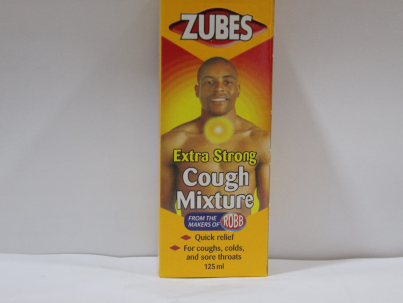 ZUBES
Extra Strong
Cough
Mixture
FROM THE
MAKERS OF ROBB
Quick relief
For coughs, colds,
and sore throats
125 ml